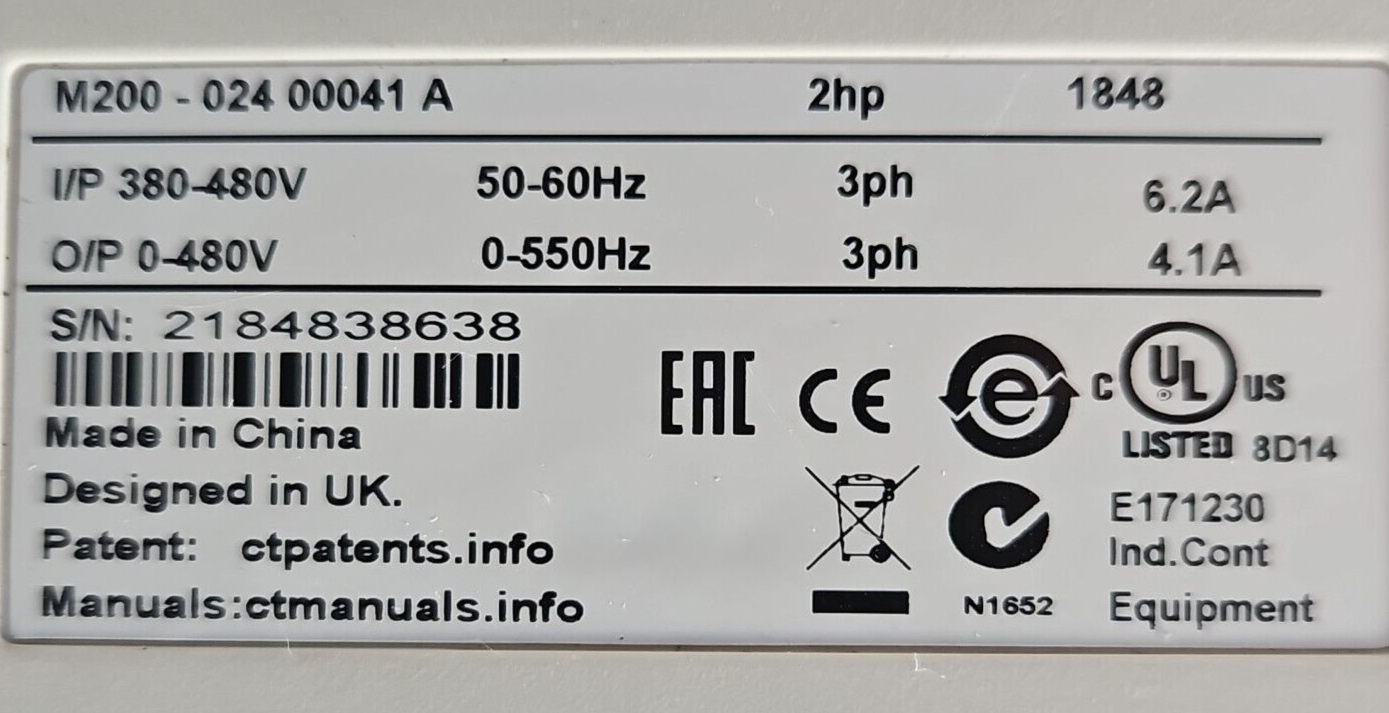 M200 - 024 00041 A 2hp 1848
I/P 380-480V 50-60Hz 3ph 6.2A
O/P 0-480V 0-550Hz 3ph 4.1A
S/N: 2184838638
Made in China
Designed in UK.
Patent: ctpatents.info
Manuals:ctmanuals.info
EAC CE e C UL US
® 
LISTED 8D14
E171230
Ind.Cont
N1652 Equipment